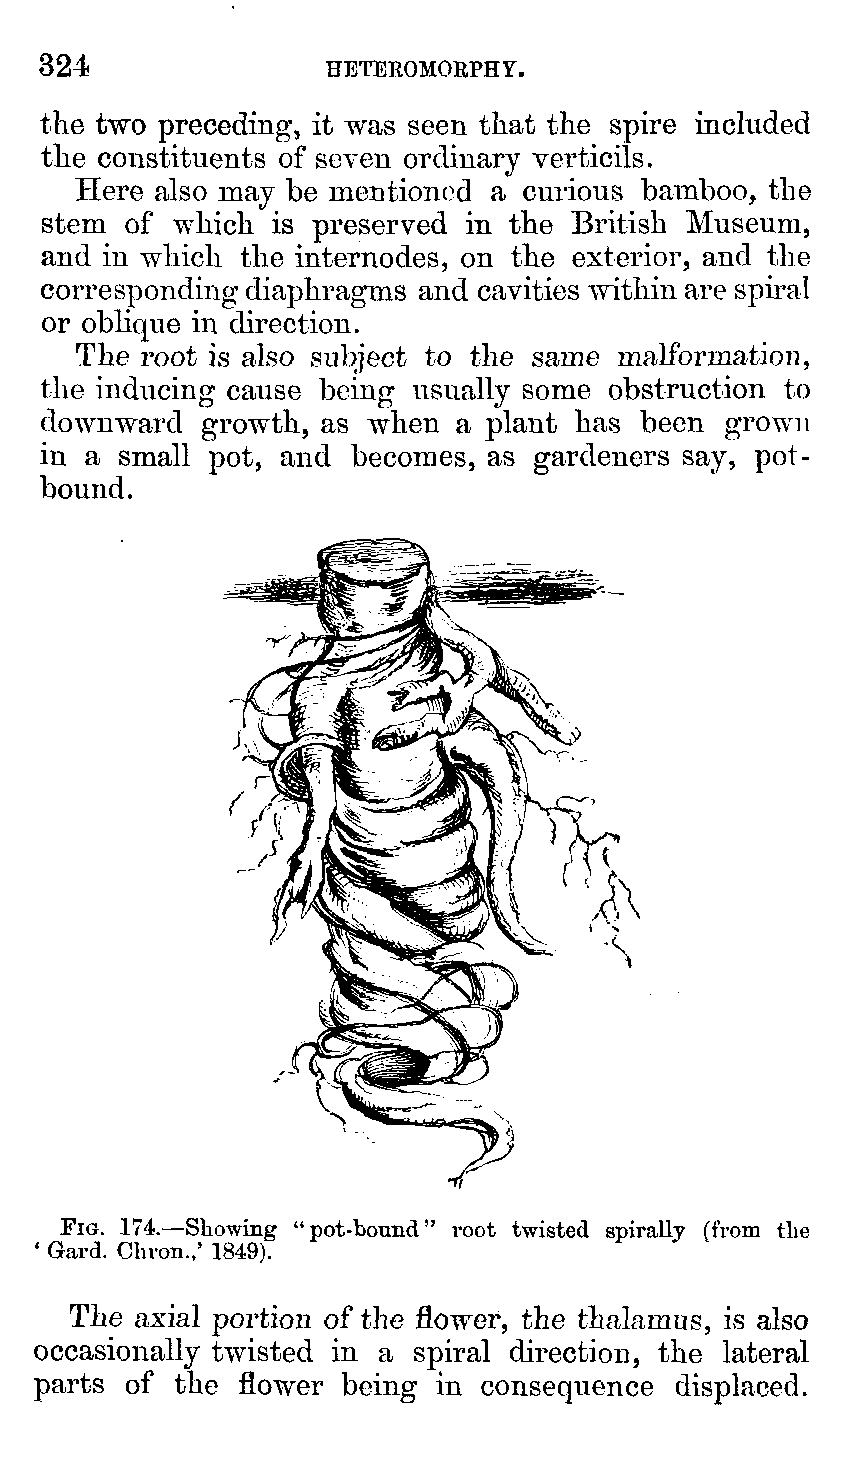 324 HETEROMORPHY.
the two preceding, it was seen that the spire included
the constituents of seven ordinary verticils.
Here also may be mentioned a curious bamboo, the
stem of which is preserved in the British Museum,
and in which the internodes, on the exterior, and the
corresponding diaphragms and cavities within are spiral
or oblique in direction.
The root is also subject to the same malformation,
the inducing cause being usually some obstruction to
downward growth, as when a plant has been grown
in a small pot, and becomes, as gardeners say, pot-
bound.
FIG. 174.—Showing "pot-bound" root twisted spirally (from the
‘Gard. Chron.,’ 1849).
The axial portion of the flower, the thalamus, is also
occasionally twisted in a spiral direction, the lateral
parts of the flower being in consequence displaced.